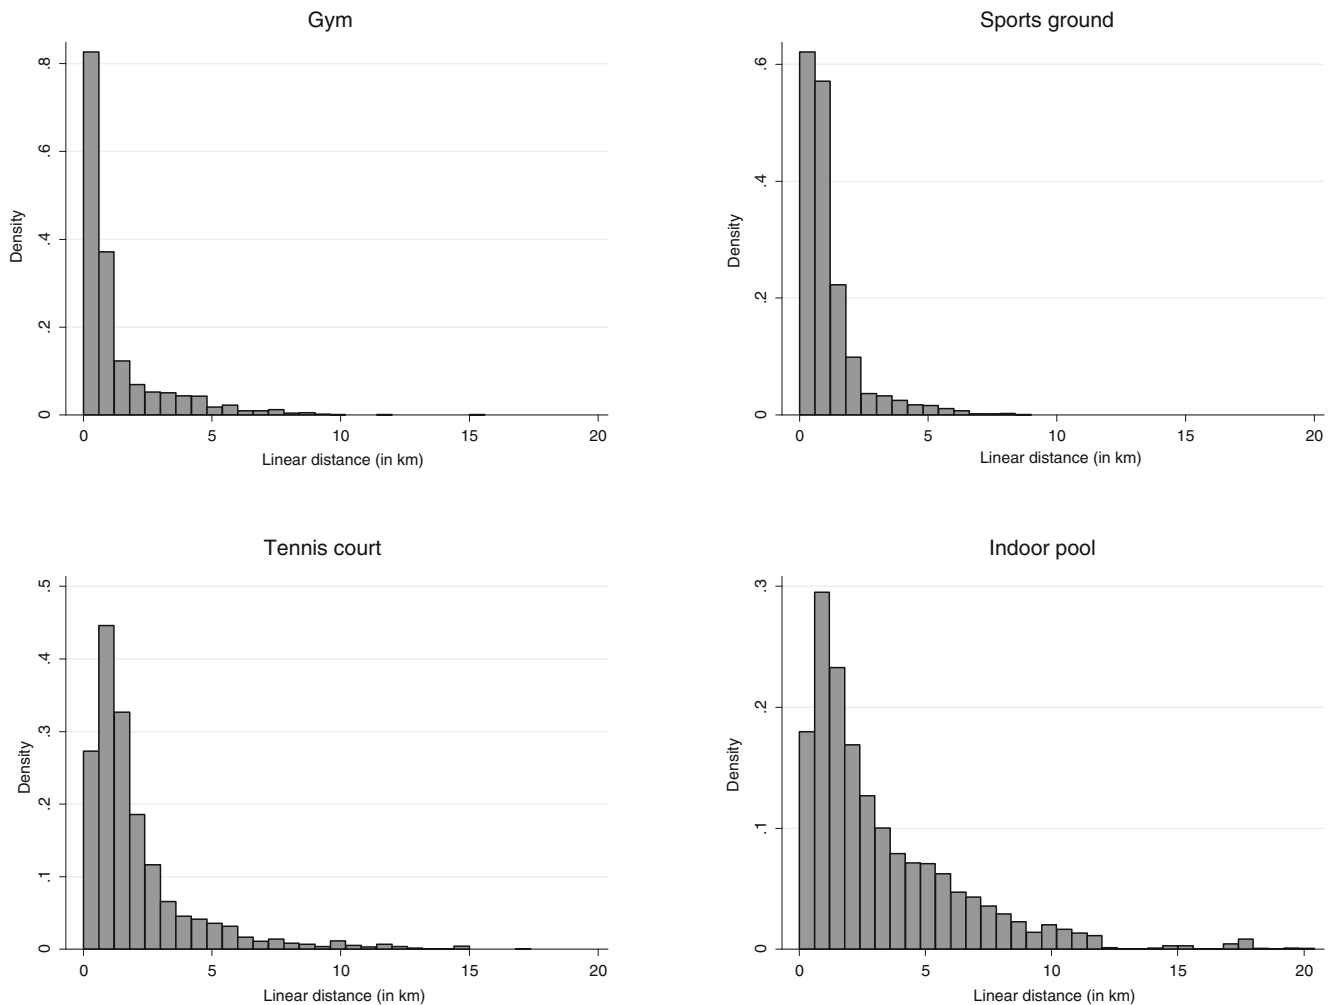 Gym
.8
.6
.4
.2
0
Density
0 5 10 15 20
Linear distance (in km)
Sports ground
.6
.4
.2
0
Density
0 5 10 15 20
Linear distance (in km)
Tennis court
.5
.4
.3
.2
.1
0
Density
0 5 10 15 20
Linear distance (in km)
Indoor pool
.3
.2
.1
0
Density
0 5 10 15 20
Linear distance (in km)